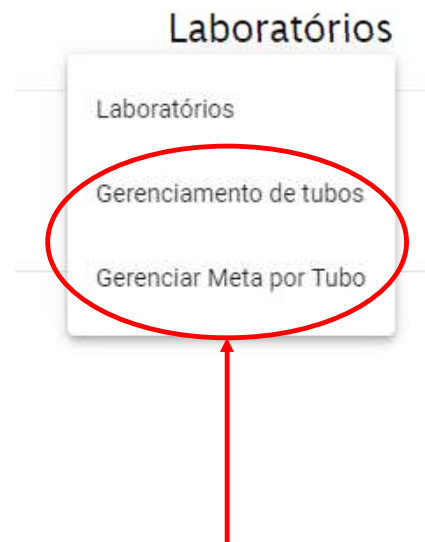 Laboratórios
Laboratórios
Gerenciamento de tubos
Gerenciar Meta por Tubo